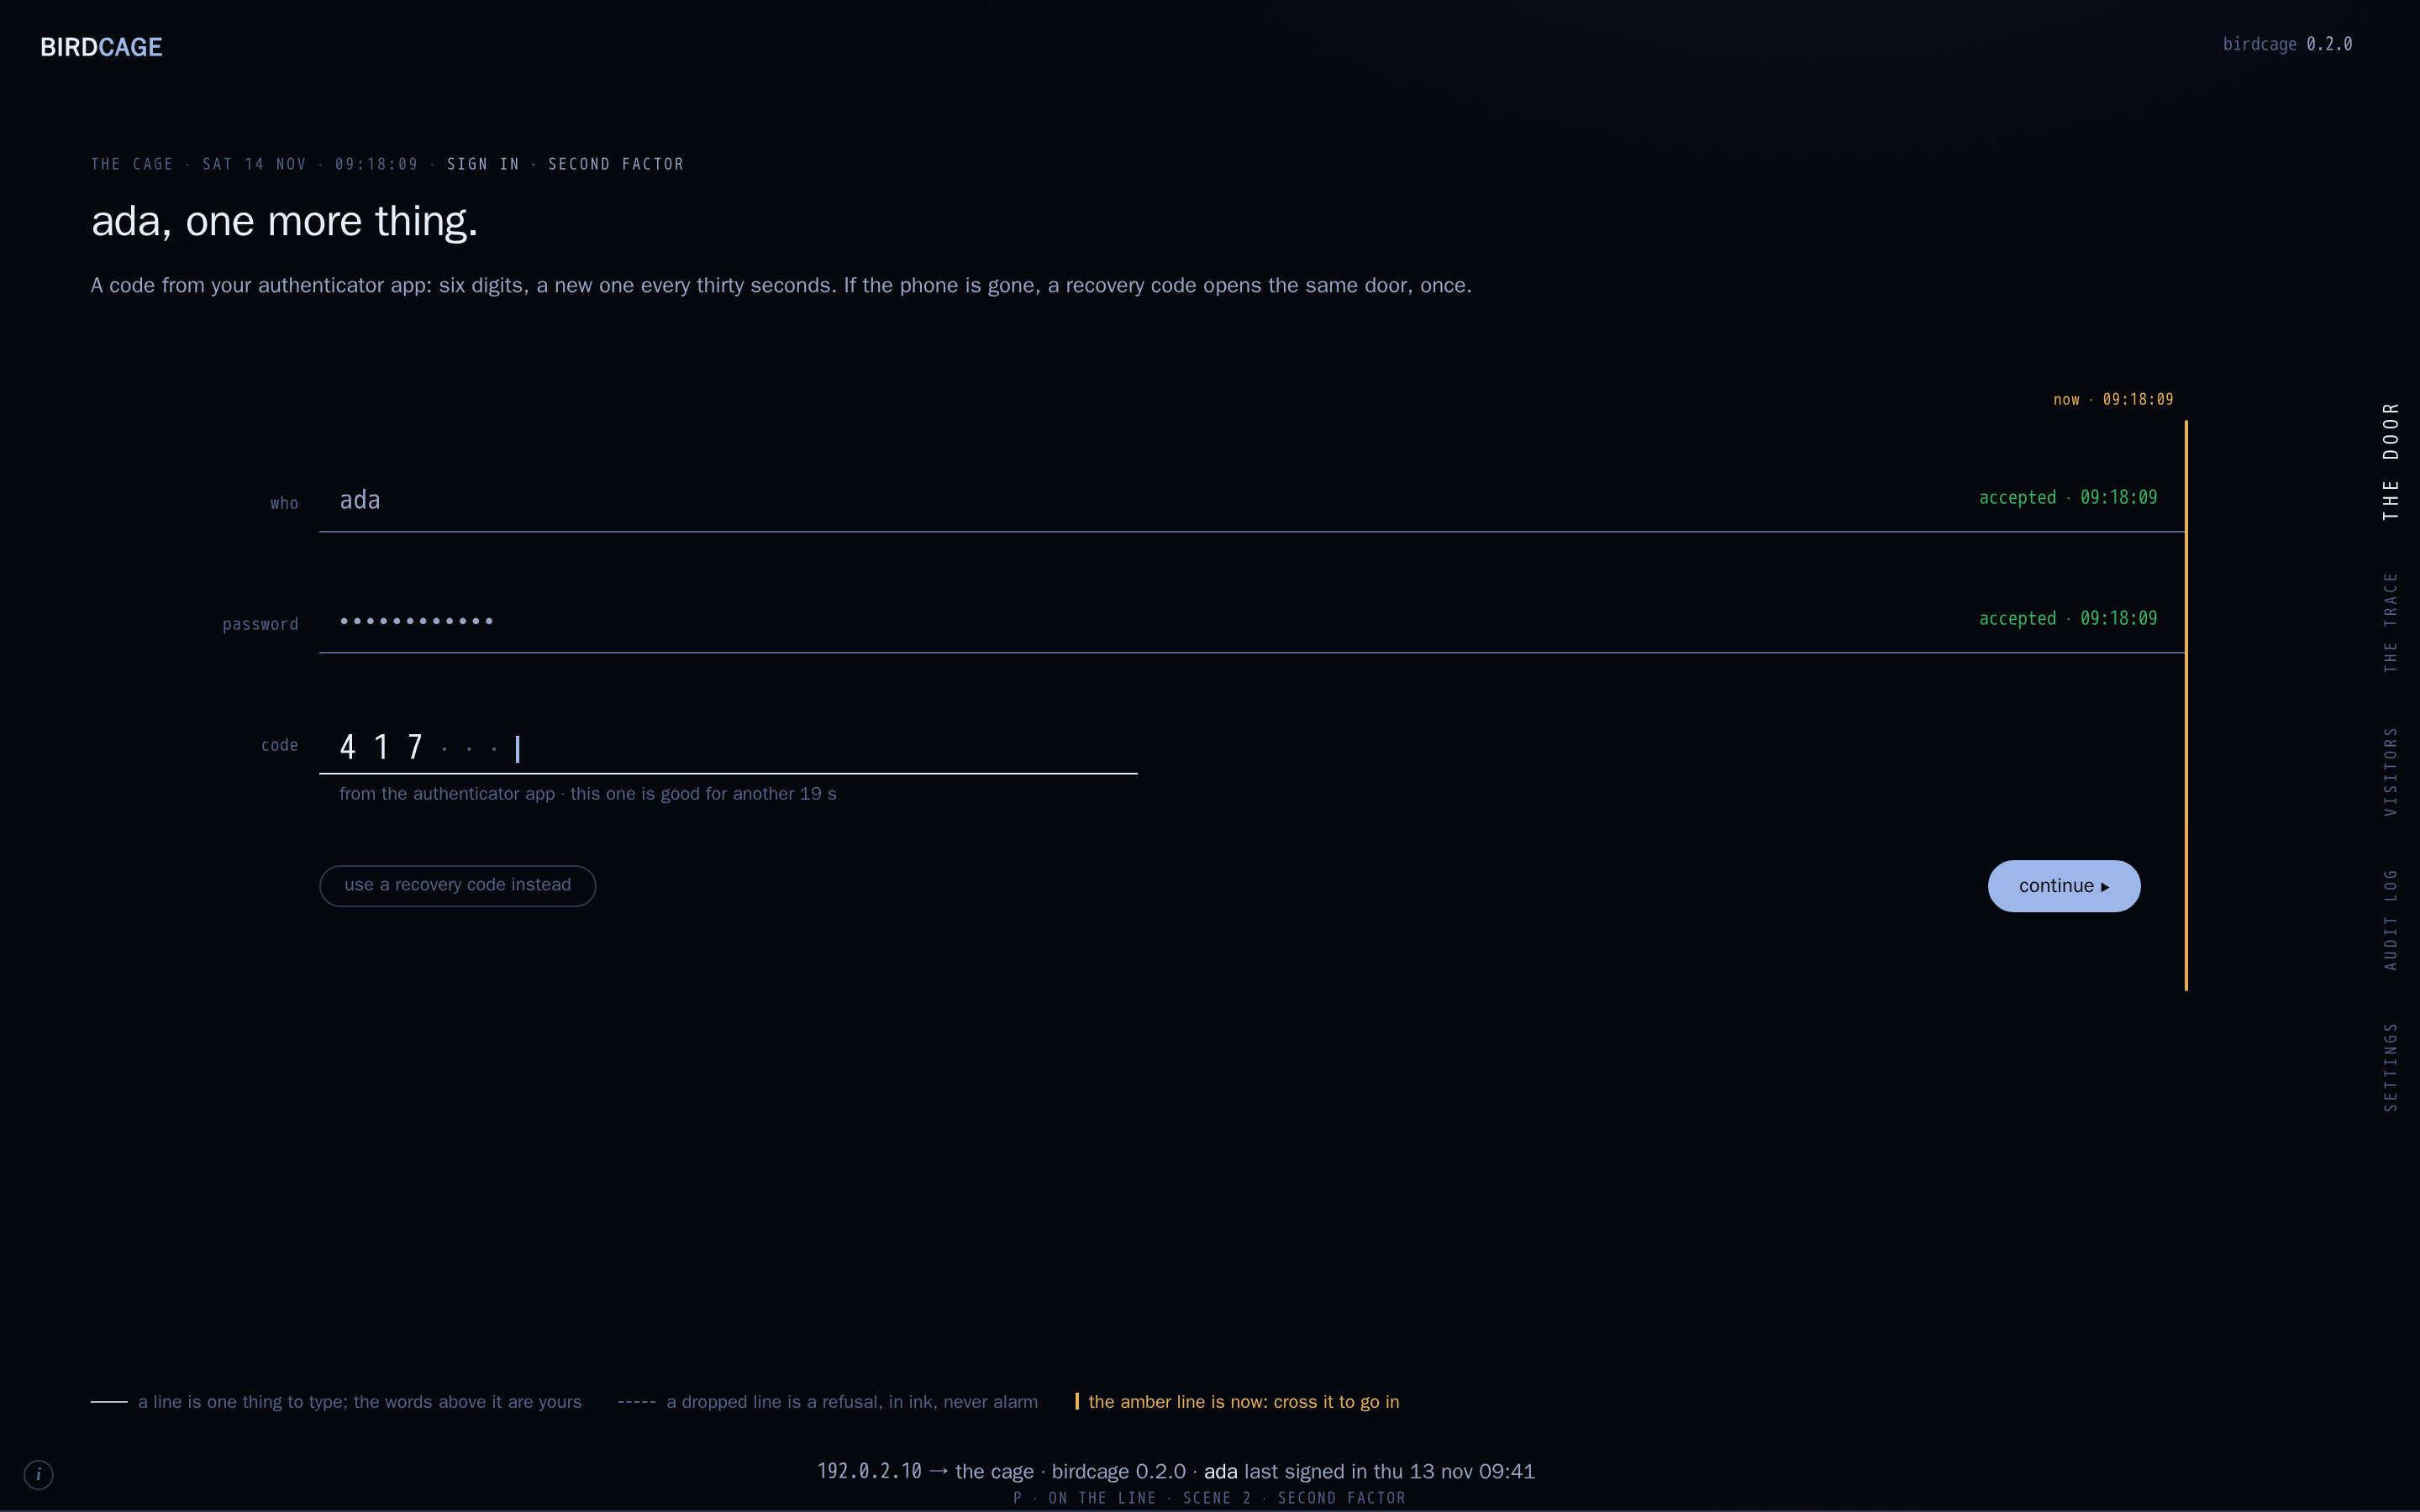 BIRDCAGE
birdcage 0.2.0
THE CAGE · SAT 14 NOV · 09:18:09 · SIGN IN · SECOND FACTOR
ada, one more thing.
A code from your authenticator app: six digits, a new one every thirty seconds. If the phone is gone, a recovery code opens the same door, once.
now · 09:18:09
who ada accepted · 09:18:09
password •••••••••••• accepted · 09:18:09
code 4 1 7 · · ·
from the authenticator app · this one is good for another 19 s
use a recovery code instead
continue ▸
THE DOOR
THE TRACE
VISITORS
AUDIT LOG
SETTINGS
a line is one thing to type; the words above it are yours
a dropped line is a refusal, in ink, never alarm
the amber line is now: cross it to go in
i
192.0.2.10 → the cage · birdcage 0.2.0 · ada last signed in thu 13 nov 09:41
P · ON THE LINE · SCENE 2 · SECOND FACTOR